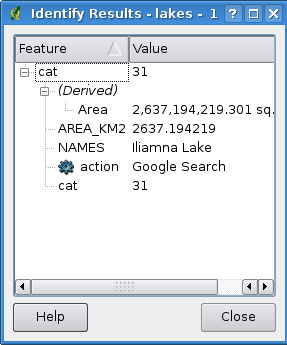 Identify Results - lakes - 1
Feature Value
cat 31
(Derived)
Area 2,637,194,219.301 sq.
AREA_KM2 2637.194219
NAMES Iliamna Lake
action Google Search
cat 31
Help Close